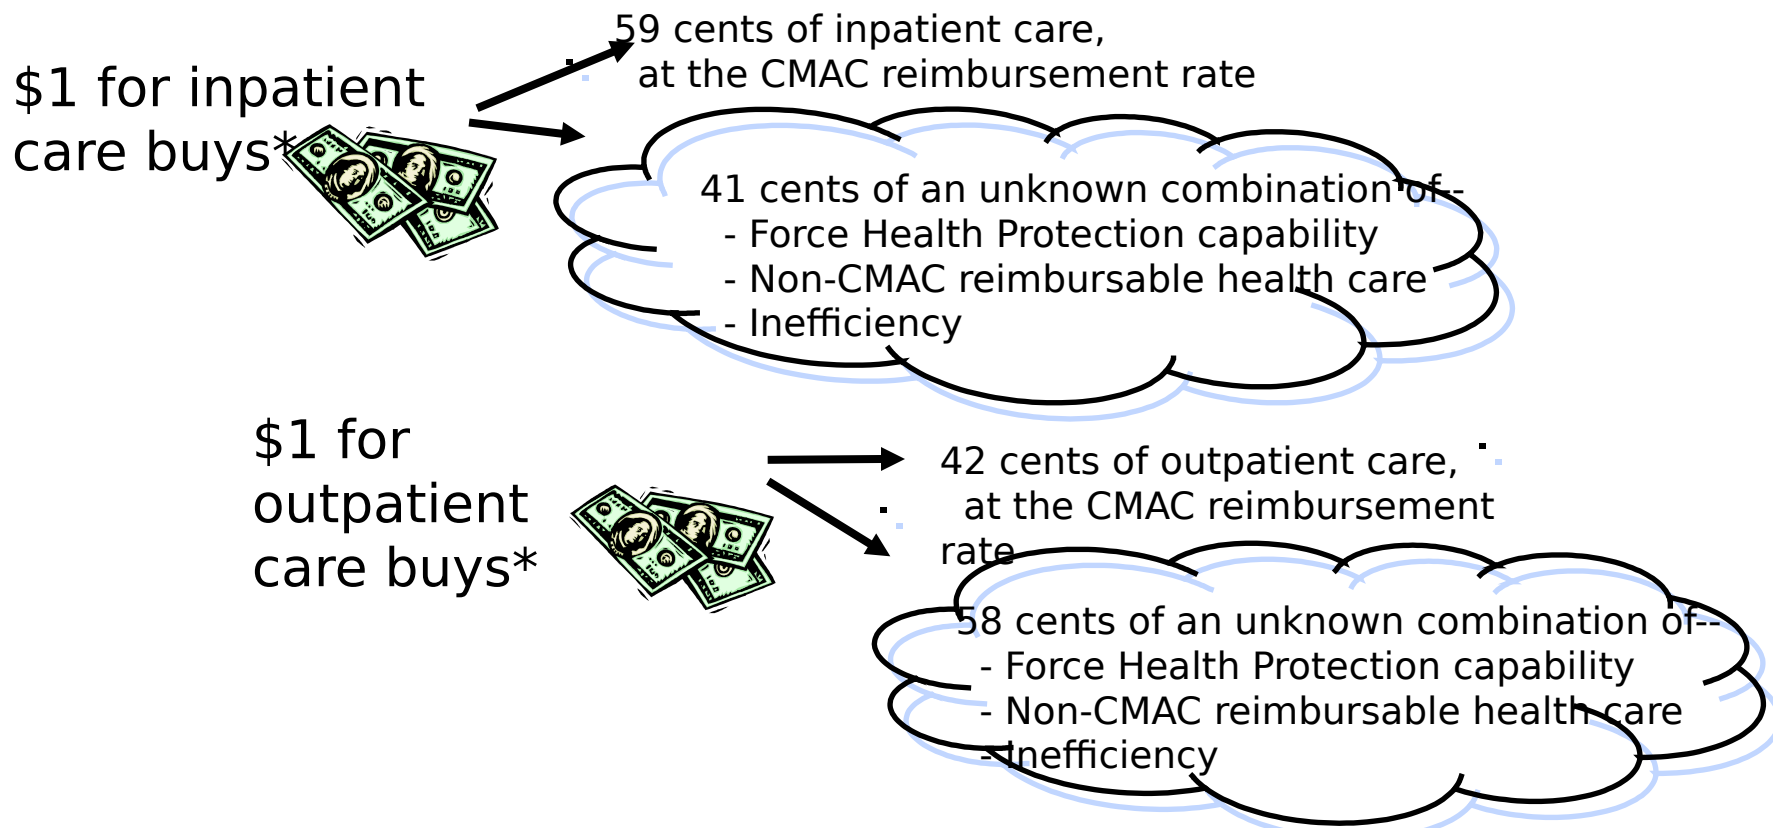 59 cents of inpatient care,
at the CMAC reimbursement rate
$1 for inpatient
care buys*
41 cents of an unknown combination of--
- Force Health Protection capability
- Non-CMAC reimbursable health care
- Inefficiency
$1 for
outpatient
care buys*
42 cents of outpatient care,
at the CMAC reimbursement
rate
58 cents of an unknown combination of--
- Force Health Protection capability
- Non-CMAC reimbursable health care
- Inefficiency